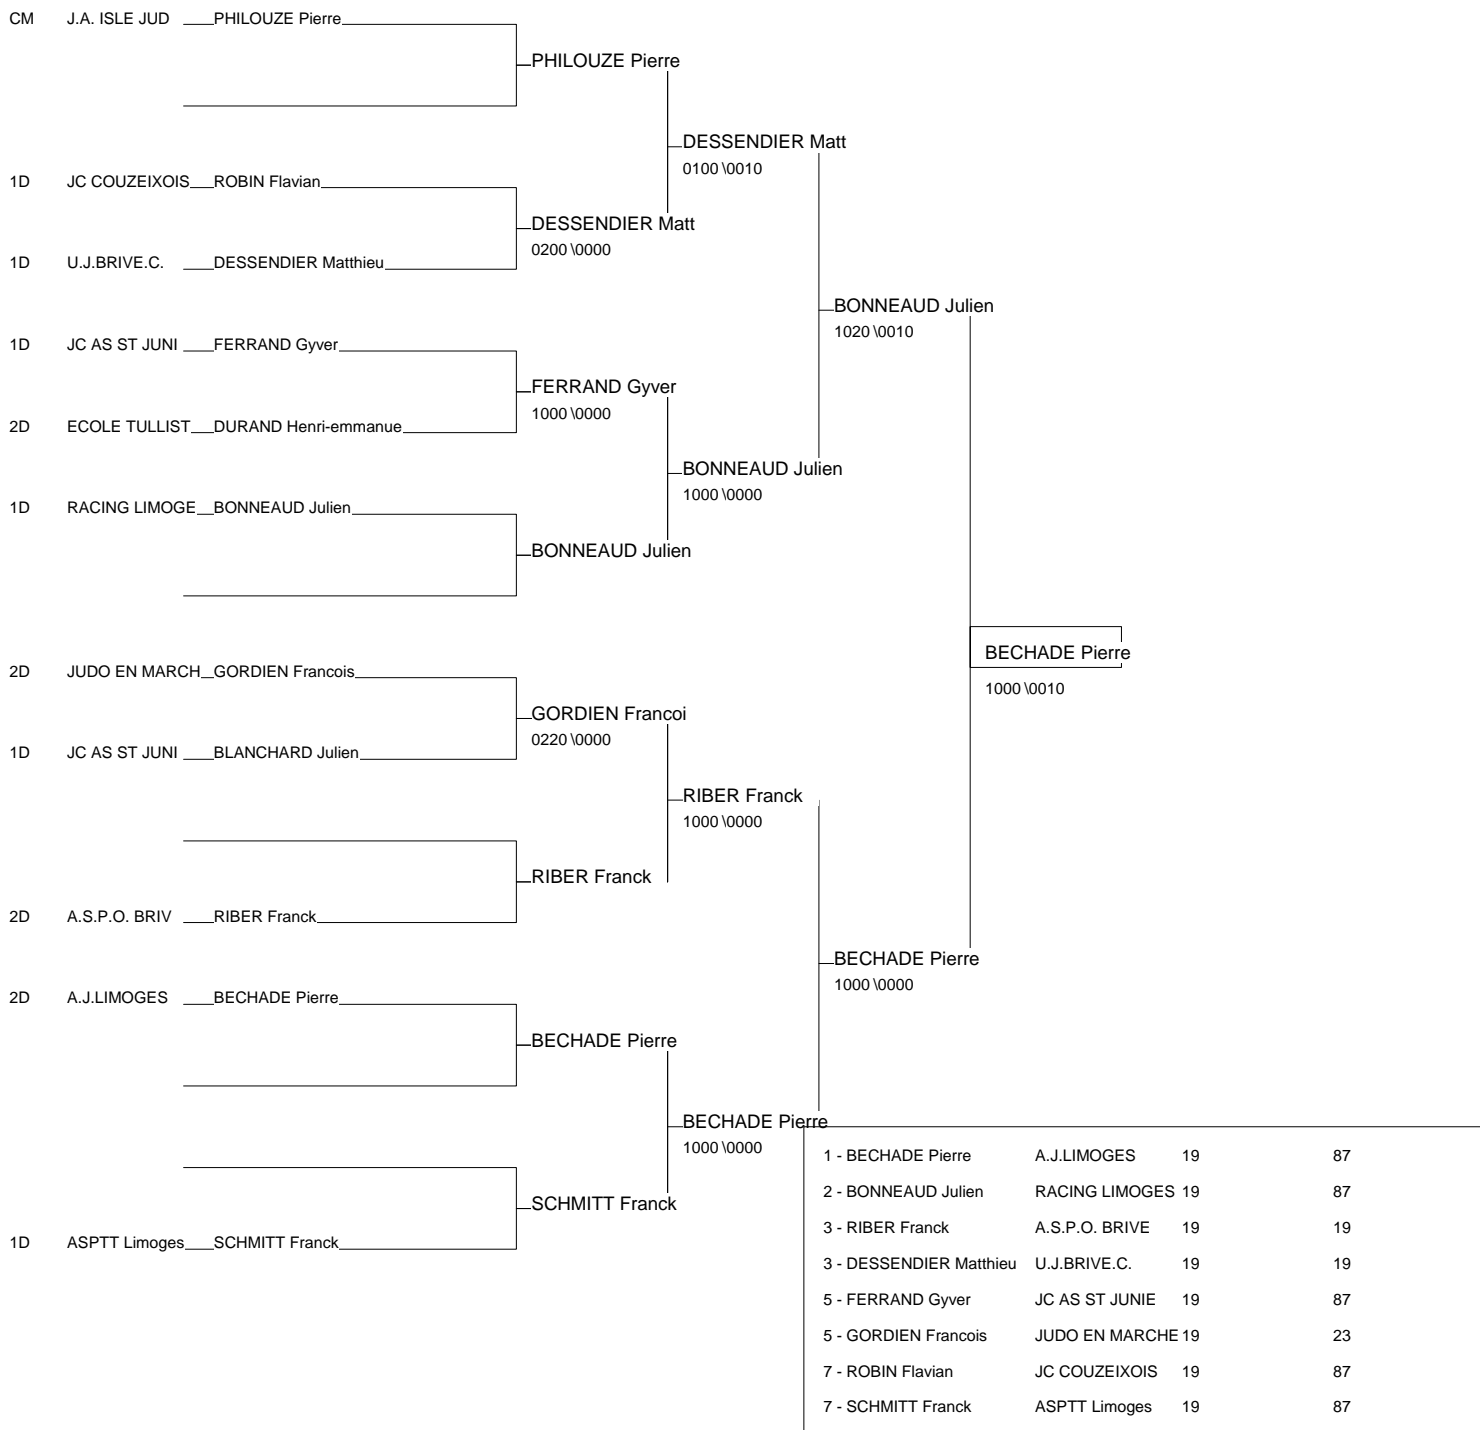 CM J.A. ISLE JUD PHILOUZE Pierre
PHILOUZE Pierre
DESSENDIER Matt
0100 \0010
1D JC COUZEIXOIS ROBIN Flavian
DESSENDIER Matt
0200 \0000
1D U.J.BRIVE.C. DESSENDIER Matthieu
BONNEAUD Julien
1020 \0010
1D JC AS ST JUNI FERRAND Gyver
FERRAND Gyver
1000 \0000
2D ECOLE TULLIST DURAND Henri-emmanue
BONNEAUD Julien
1000 \0000
1D RACING LIMOGE BONNEAUD Julien
BONNEAUD Julien
BECHADE Pierre
1000 \0010
2D JUDO EN MARCH GORDIEN Francois
GORDIEN Francoi
0220 \0000
1D JC AS ST JUNI BLANCHARD Julien
RIBER Franck
1000 \0000
RIBER Franck
2D A.S.P.O. BRIV RIBER Franck
BECHADE Pierre
1000 \0000
2D A.J.LIMOGES BECHADE Pierre
BECHADE Pierre
BECHADE Pierre
1000 \0000
SCHMITT Franck
1D ASPTT Limoges SCHMITT Franck
1 - BECHADE Pierre A.J.LIMOGES 19 87
2 - BONNEAUD Julien RACING LIMOGES 19 87
3 - RIBER Franck A.S.P.O. BRIVE 19 19
3 - DESSENDIER Matthieu U.J.BRIVE.C. 19 19
5 - FERRAND Gyver JC AS ST JUNIE 19 87
5 - GORDIEN Francois JUDO EN MARCHE 19 23
7 - ROBIN Flavian JC COUZEIXOIS 19 87
7 - SCHMITT Franck ASPTT Limoges 19 87